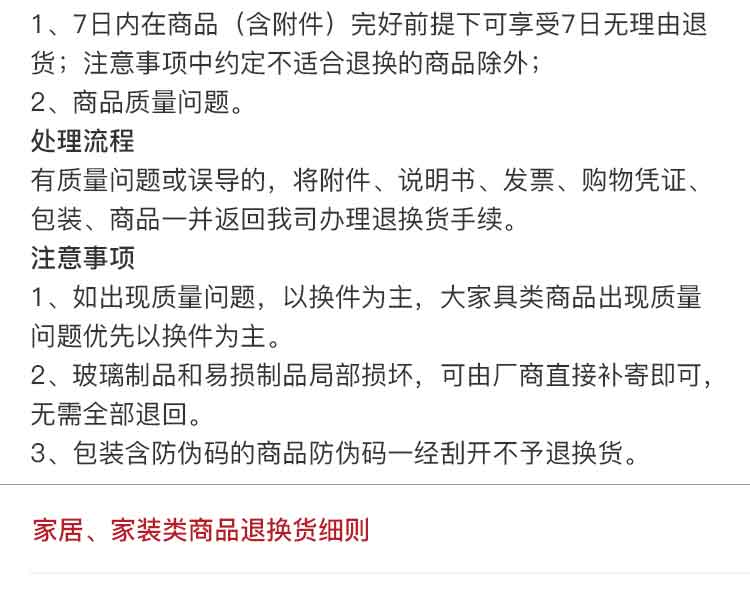 1、7日内在商品（含附件）完好前提下可享受7日无理由退
货；注意事项中约定不适合退换的商品除外；
2、商品质量问题。
处理流程
有质量问题或误导的，将附件、说明书、发票、购物凭证、
包装、商品一并返回我司办理退换货手续。
注意事项
1、如出现质量问题，以换件为主，大家具类商品出现质量
问题优先以换件为主。
2、玻璃制品和易损制品局部损坏，可由厂商直接补寄即可，
无需全部退回。
3、包装含防伪码的商品防伪码一经刮开不予退换货。
家居、家装类商品退换货细则